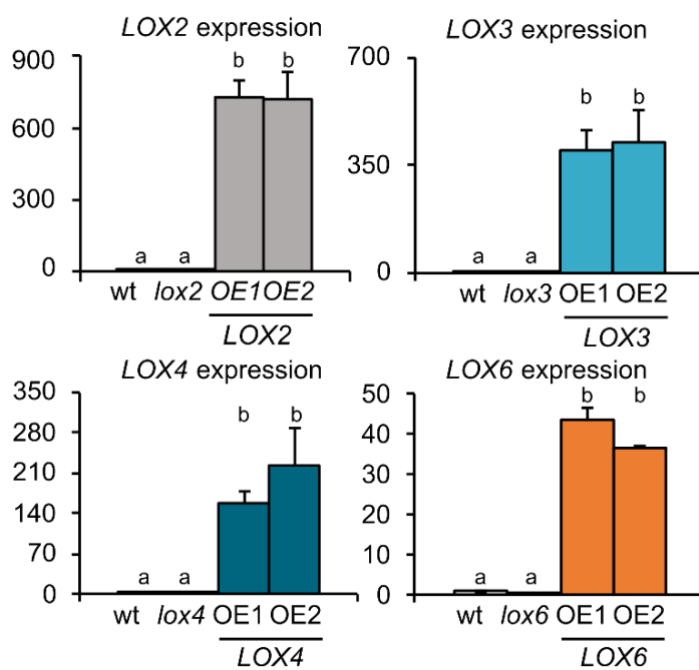 LOX2 expression
900
600
300
0
b b
a a
wt lox2 OE1 OE2
LOX2
LOX3 expression
700
350
0
b b
a a
wt lox3 OE1 OE2
LOX3
LOX4 expression
350
280
210
140
70
0
b b
a a
wt lox4 OE1 OE2
LOX4
LOX6 expression
50
40
30
20
10
0
b b
a a
wt lox6 OE1 OE2
LOX6